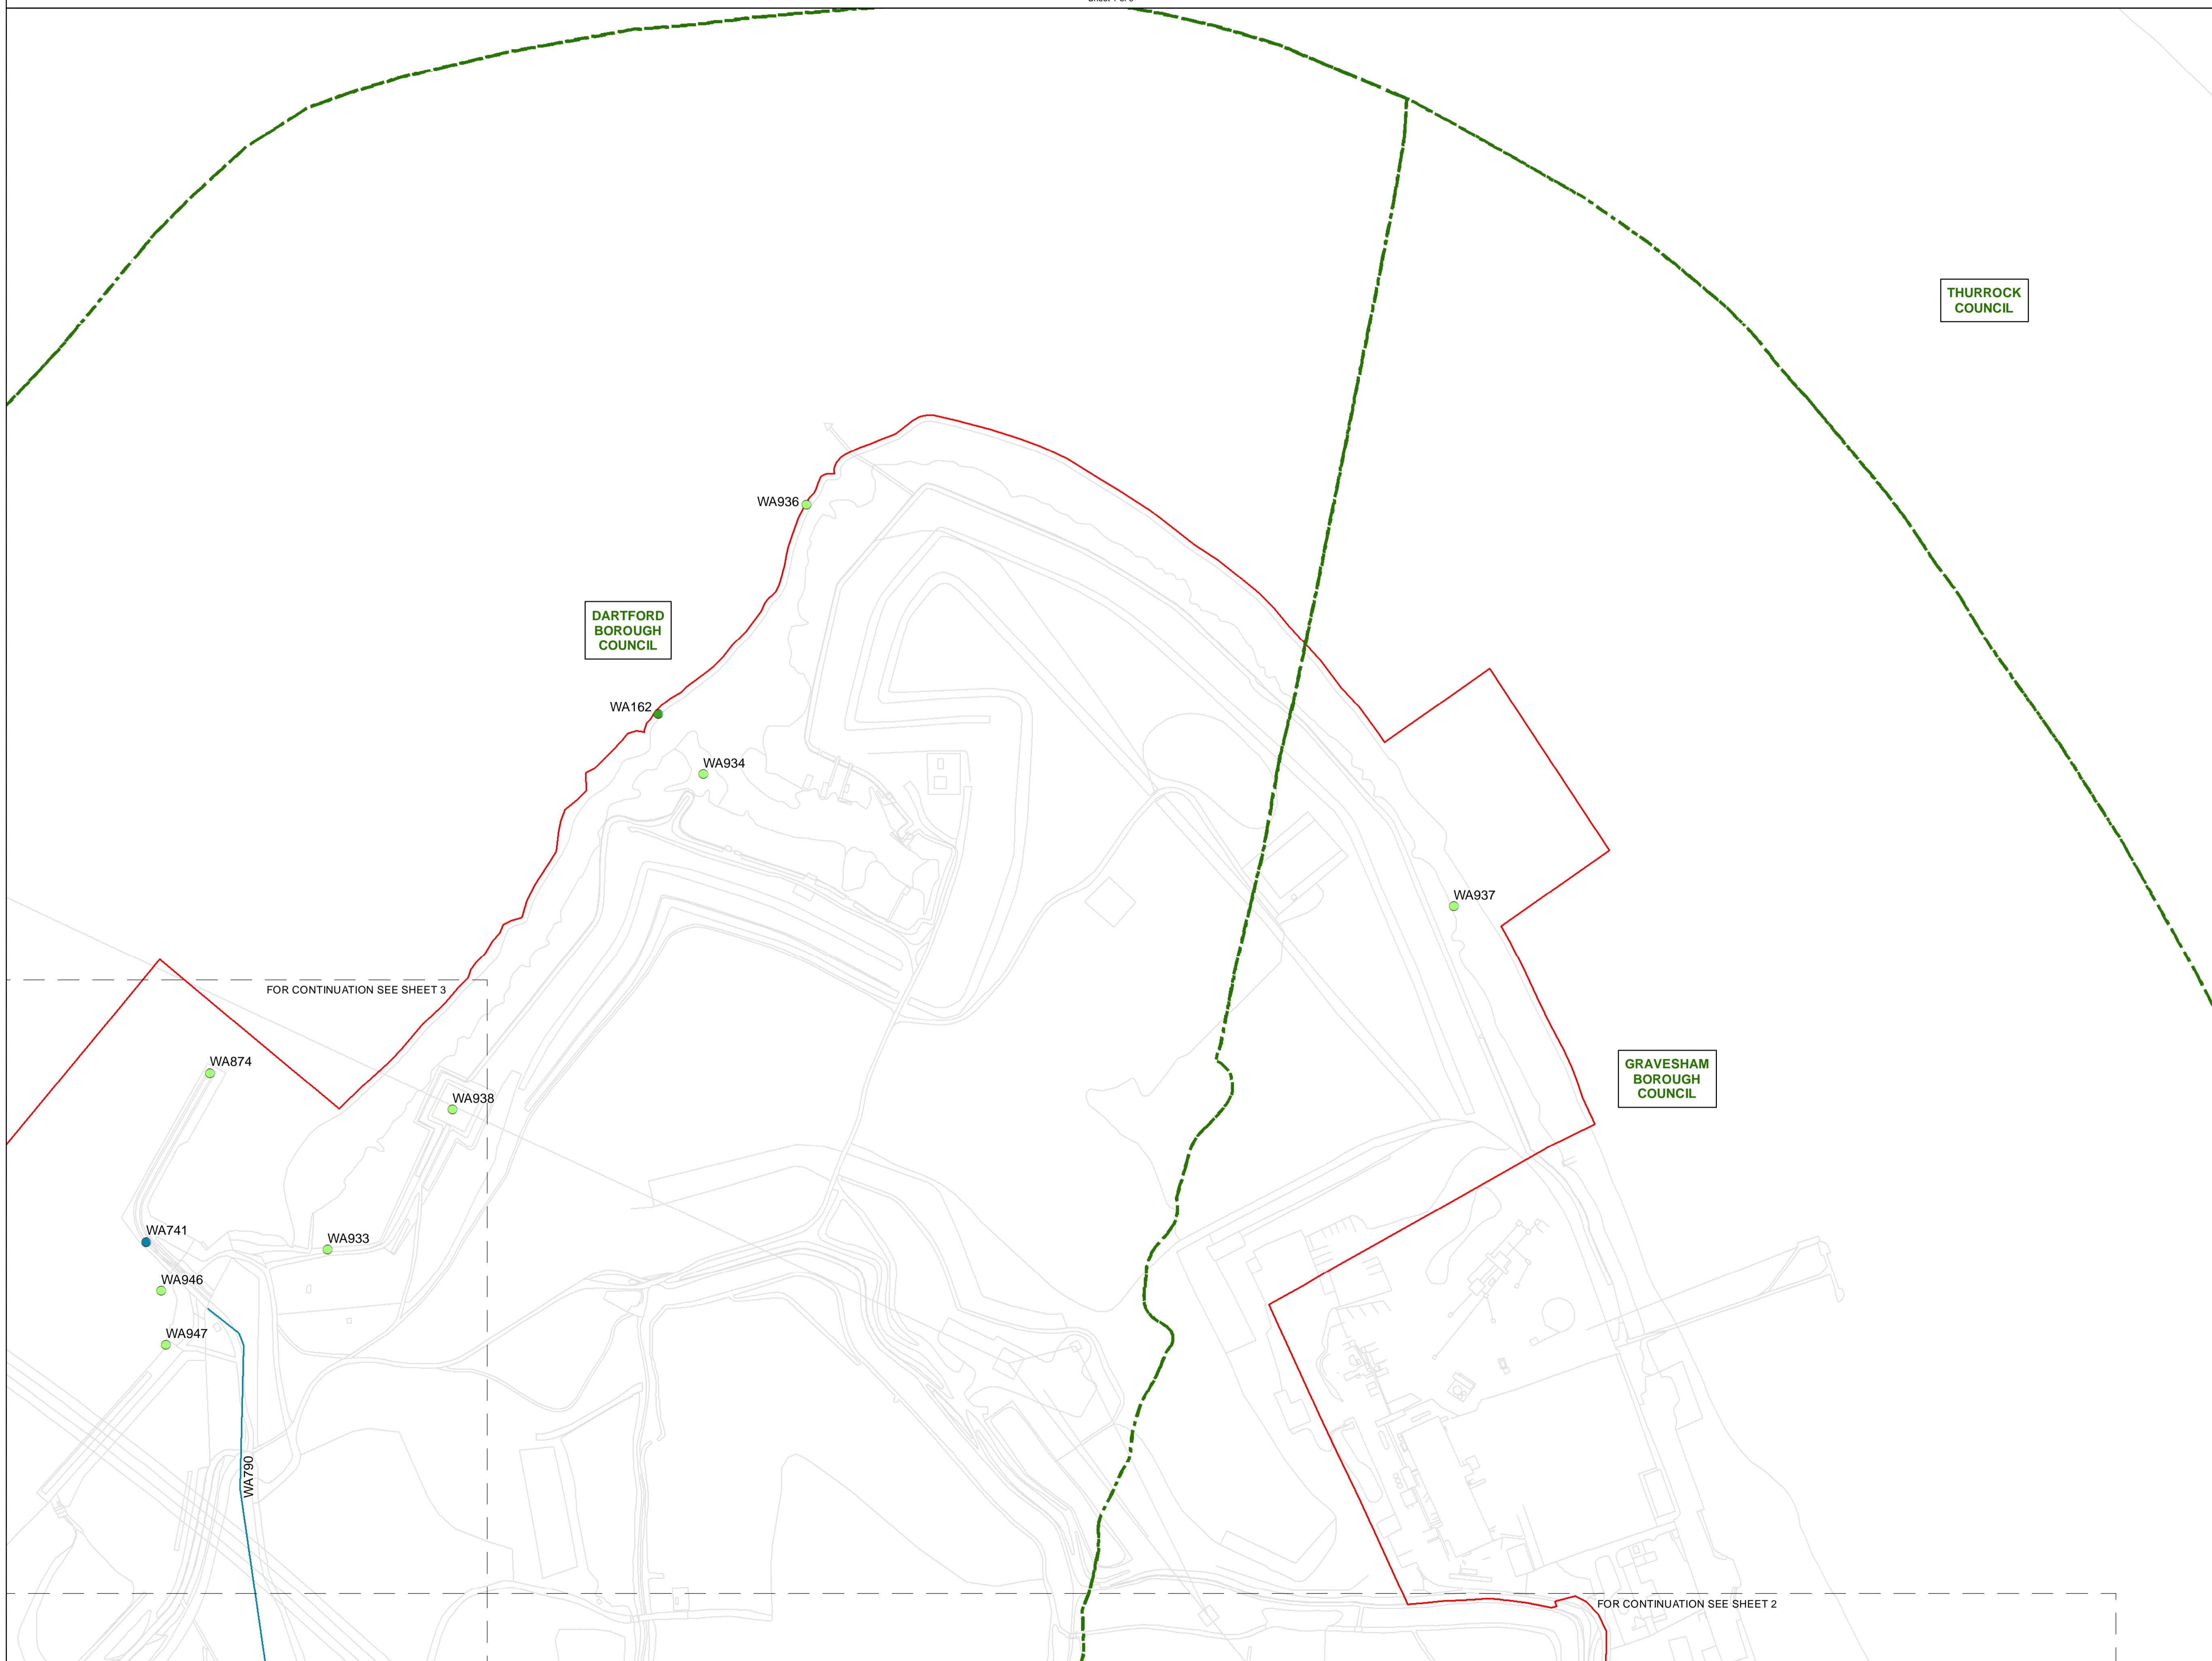 THURROCK
COUNCIL
WA936
DARTFORD
BOROUGH
COUNCIL
WA162
WA934
WA937
FOR CONTINUATION SEE SHEET 3
WA874
WA938
GRAVESHAM
BOROUGH
COUNCIL
WA741
WA933
WA946
WA947
WA790
FOR CONTINUATION SEE SHEET 2